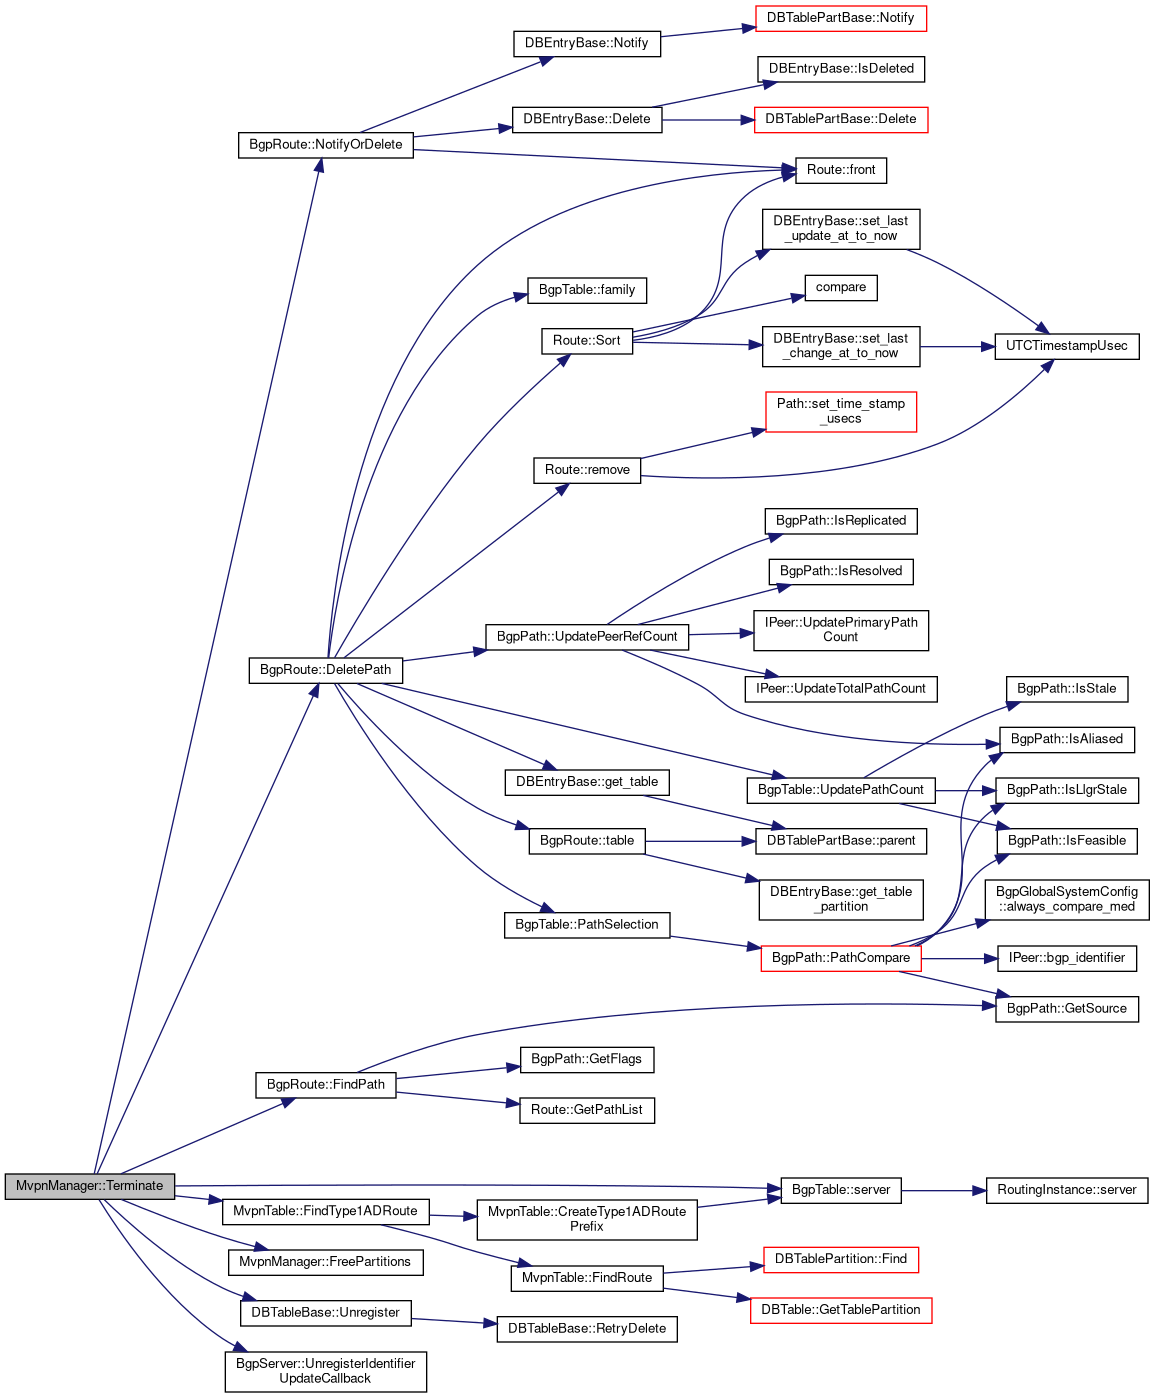 DBTablePartBase::Notify
DBEntryBase::Notify
DBEntryBase::IsDeleted
DBEntryBase::Delete
DBTablePartBase::Delete
BgpRoute::NotifyOrDelete
Route::front
DBEntryBase::set_last
_update_at_to_now
BgpTable::family
compare
Route::Sort
DBEntryBase::set_last
_change_at_to_now
UTCTimestampUsec
Path::set_time_stamp
_usecs
Route::remove
BgpPath::IsReplicated
BgpPath::IsResolved
IPeer::UpdatePrimaryPath
Count
BgpPath::UpdatePeerRefCount
BgpRoute::DeletePath
IPeer::UpdateTotalPathCount
BgpPath::IsStale
BgpPath::IsAliased
DBEntryBase::get_table
BgpTable::UpdatePathCount
BgpPath::IsLlgrStale
BgpRoute::table
DBTablePartBase::parent
BgpPath::IsFeasible
DBEntryBase::get_table
_partition
BgpGlobalSystemConfig
::always_compare_med
BgpTable::PathSelection
BgpPath::PathCompare
IPeer::bgp_identifier
BgpPath::GetSource
BgpPath::GetFlags
BgpRoute::FindPath
Route::GetPathList
MvpnManager::Terminate
BgpTable::server
RoutingInstance::server
MvpnTable::FindType1ADRoute
MvpnTable::CreateType1ADRoute
Prefix
MvpnManager::FreePartitions
DBTablePartition::Find
MvpnTable::FindRoute
DBTable::GetTablePartition
DBTableBase::Unregister
DBTableBase::RetryDelete
BgpServer::UnregisterIdentifier
UpdateCallback